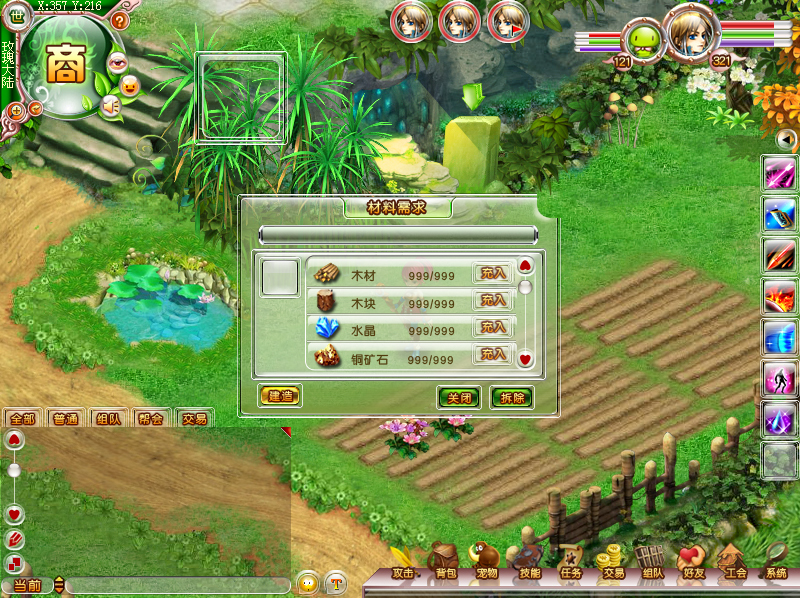 X:357 Y:216
世
?
玫瑰大陆
商
121
321
材料需求
木材 999/999 充入
木块 999/999 充入
水晶 999/999 充入
铜矿石 999/999 充入
建造 关闭 拆除
全部 普通 组队 帮会 交易
当前
T
攻击 背包 宠物 技能 任务 交易 组队 好友 工会 系统